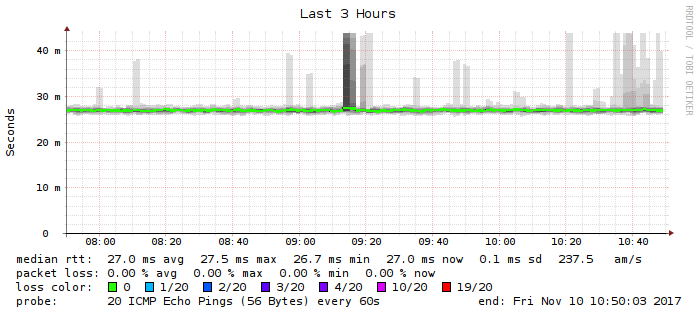 Last 3 Hours
RRDTOOL / TOBI OETIKER
Seconds
40 m
30 m
20 m
10 m
0
08:00 08:20 08:40 09:00 09:20 09:40 10:00 10:20 10:40
median rtt: 27.0 ms avg 27.5 ms max 26.7 ms min 27.0 ms now 0.1 ms sd 237.5 am/s
packet loss: 0.00 % avg 0.00 % max 0.00 % min 0.00 % now
loss color: 0 1/20 2/20 3/20 4/20 10/20 19/20
probe: 20 ICMP Echo Pings (56 Bytes) every 60s end: Fri Nov 10 10:50:03 2017